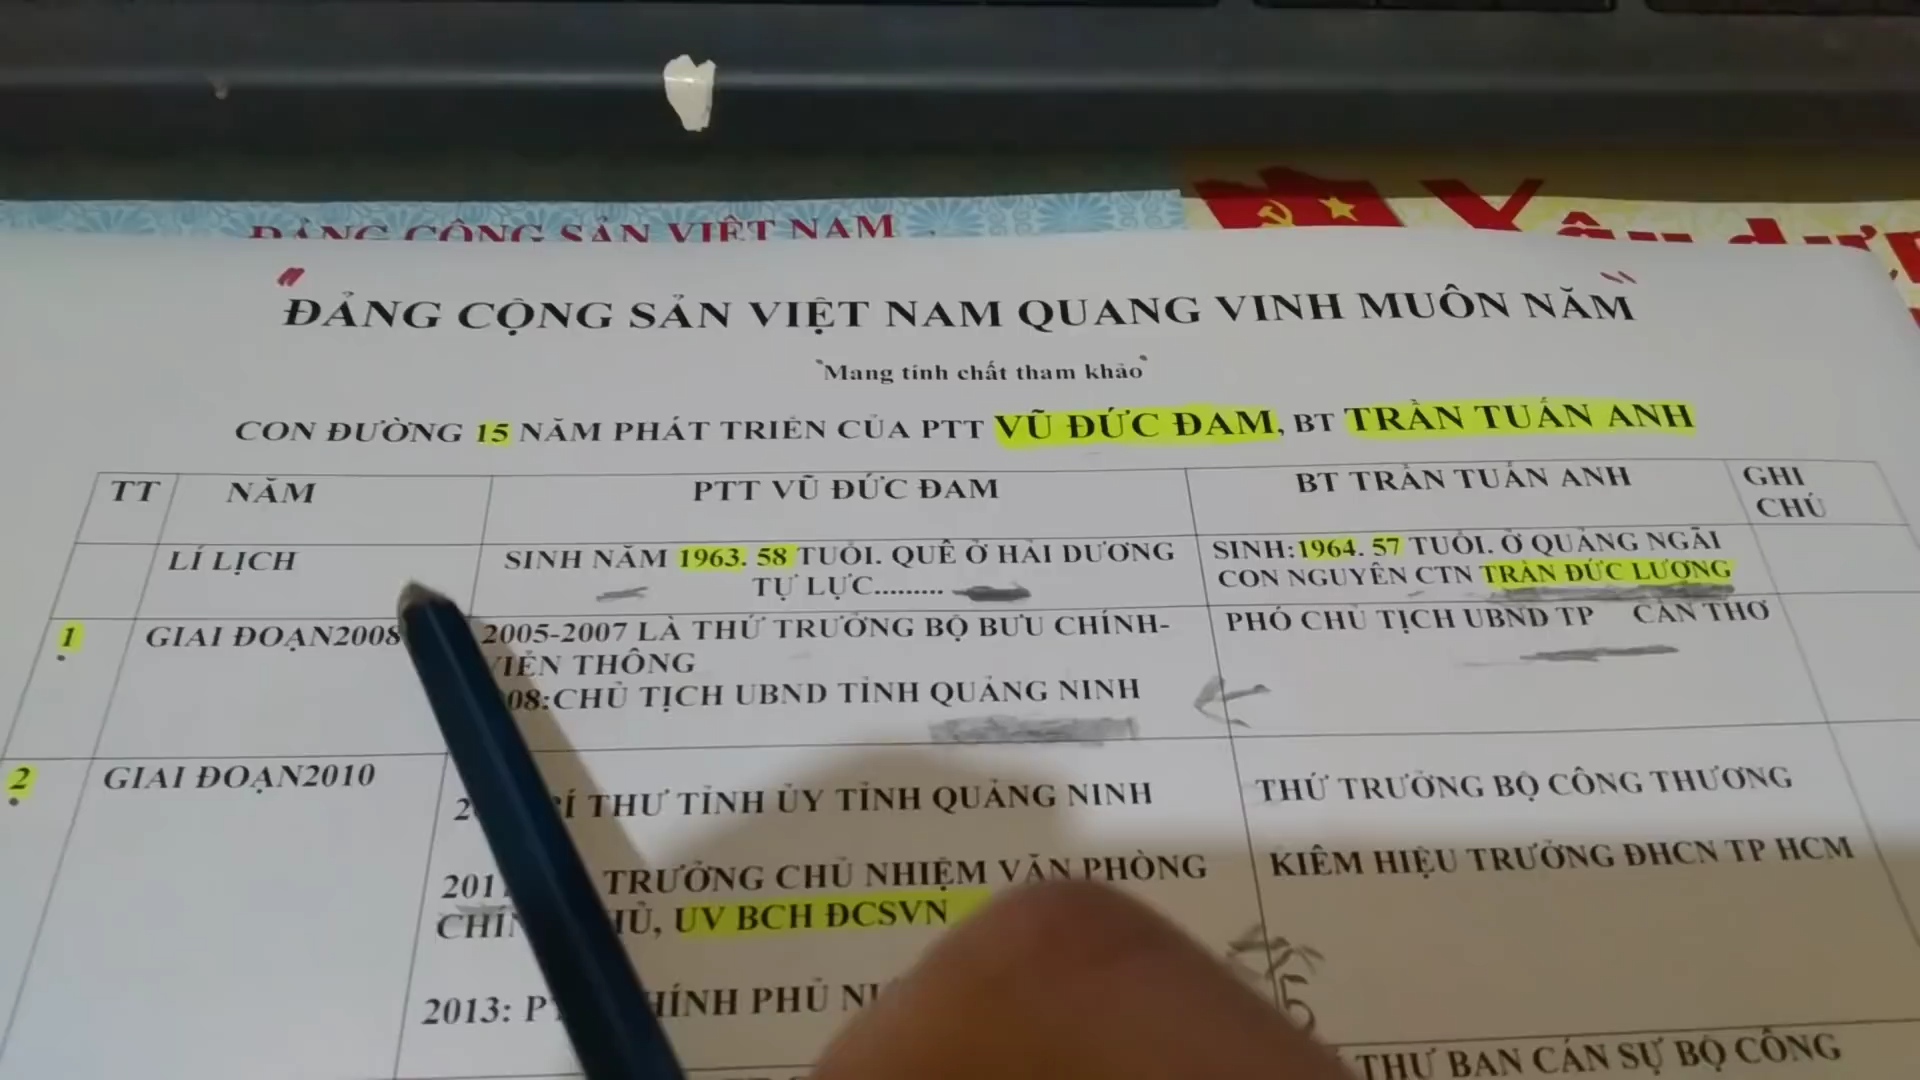 ĐẢNG CỘNG SẢN VIỆT NAM
"ĐẢNG CỘNG SẢN VIỆT NAM QUANG VINH MUÔN NĂM"
"Mang tính chất tham khảo"
CON ĐƯỜNG 15 NĂM PHÁT TRIỂN CỦA PTT VŨ ĐỨC ĐAM, BT TRẦN TUẤN ANH
TT NĂM PTT VŨ ĐỨC ĐAM BT TRẦN TUẤN ANH GHI CHÚ
LÍ LỊCH
SINH NĂM 1963. 58 TUỔI. QUÊ Ở HẢI DƯƠNG
TỰ LỰC.........
SINH:1964. 57 TUỔI. Ở QUẢNG NGÃI
CON NGUYÊN CTN TRẦN ĐỨC LƯƠNG
1 GIAI ĐOẠN2008
2005-2007 LÀ THỨ TRƯỞNG BỘ BƯU CHÍNH-
VIỄN THÔNG
08:CHỦ TỊCH UBND TỈNH QUẢNG NINH
PHÓ CHỦ TỊCH UBND TP CẦN THƠ
2 GIAI ĐOẠN2010
THƯ TỈNH ỦY TỈNH QUẢNG NINH
TRƯỞNG CHỦ NHIỆM VĂN PHÒNG
UV BCH ĐCSVN
2013: CHÍNH PHỦ
THỨ TRƯỞNG BỘ CÔNG THƯƠNG
KIÊM HIỆU TRƯỞNG ĐHCN TP HCM
15
THƯ BAN CÁN SỰ BỘ CÔNG